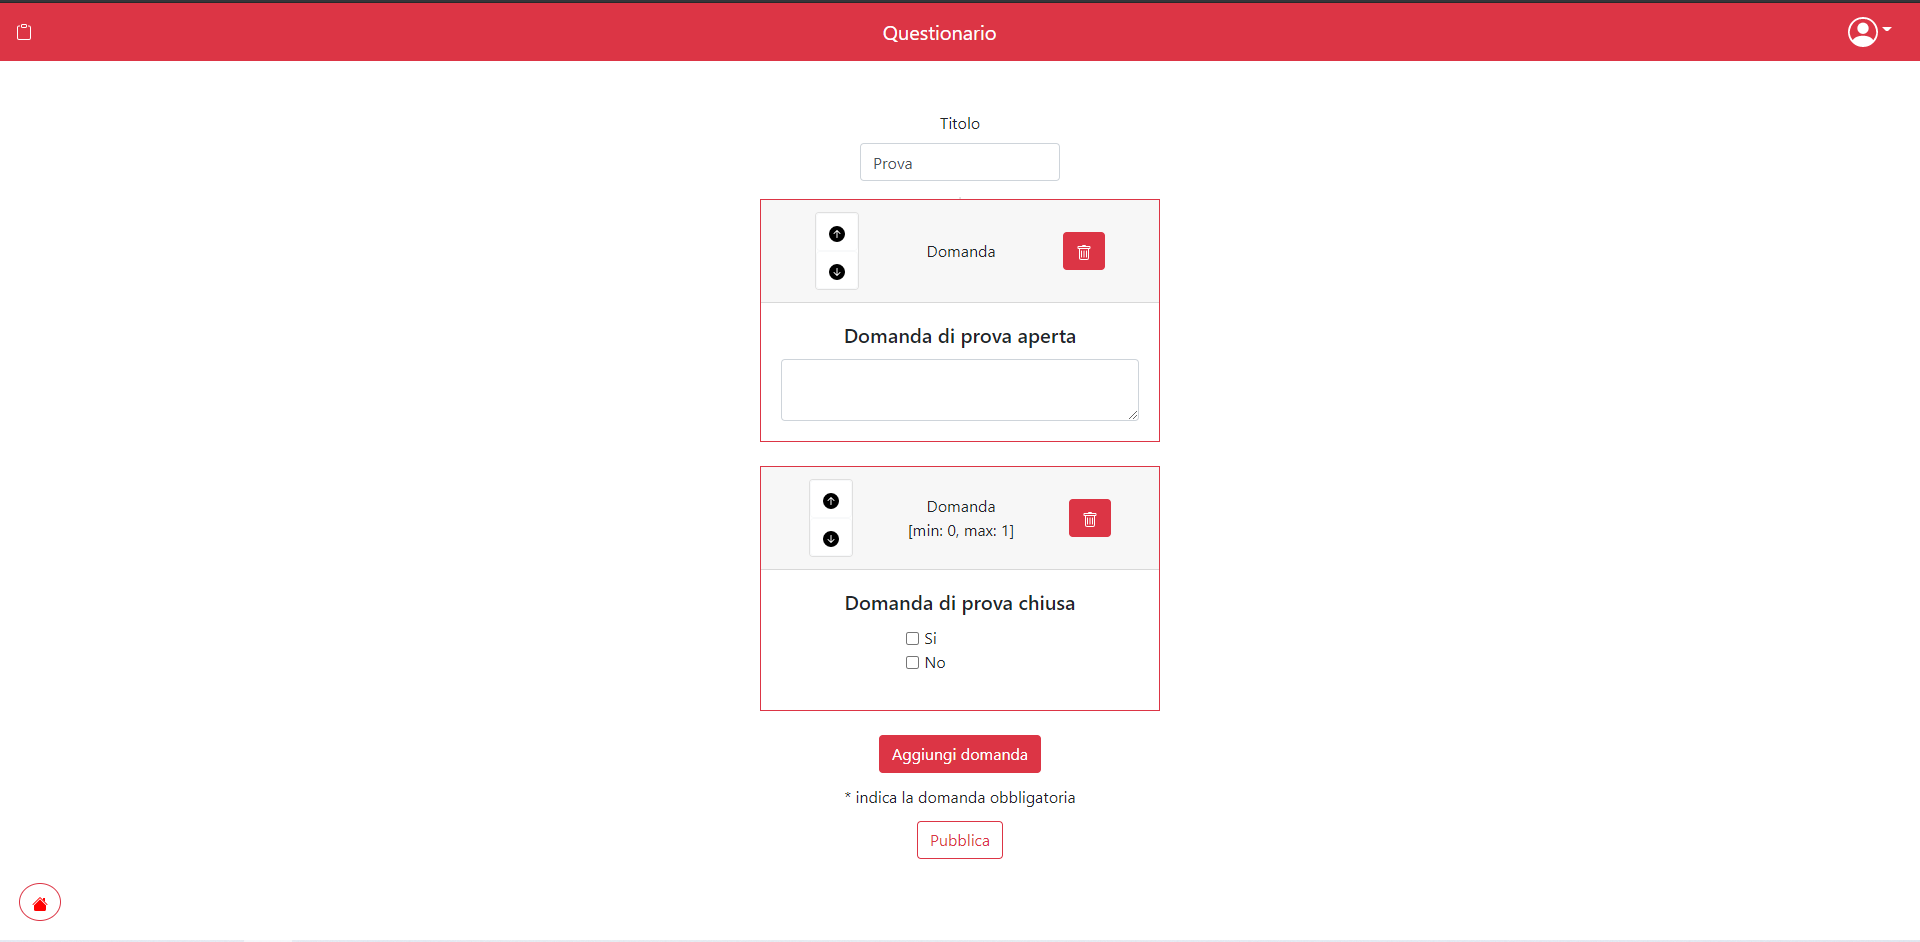 Questionario
Titolo
Prova
Domanda
Domanda di prova aperta
Domanda
[min: 0, max: 1]
Domanda di prova chiusa
Si
No
Aggiungi domanda
* indica la domanda obbligatoria
Pubblica